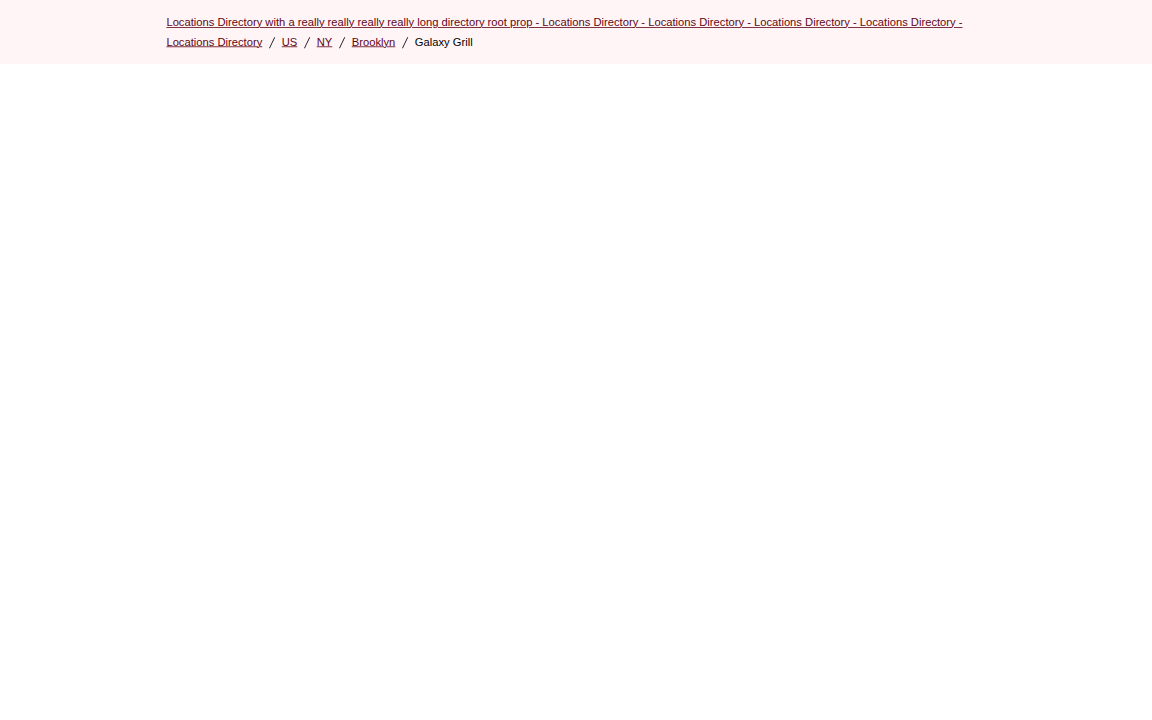 Locations Directory with a really really really really long directory root prop - Locations Directory - Locations Directory - Locations Directory - Locations Directory -
Locations Directory / US / NY / Brooklyn / Galaxy Grill